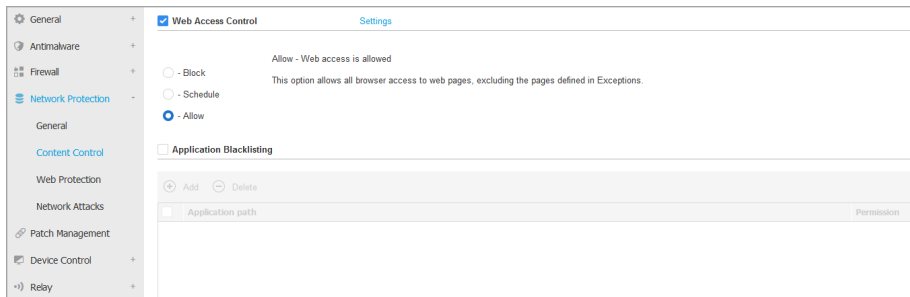 General +
Antimalware +
Firewall +
Network Protection -
General
Content Control
Web Protection
Network Attacks
Patch Management
Device Control +
Relay +
Web Access Control Settings
Allow - Web access is allowed
This option allows all browser access to web pages, excluding the pages defined in Exceptions.
- Block
- Schedule
- Allow
Application Blacklisting
Add Delete
Application path Permission